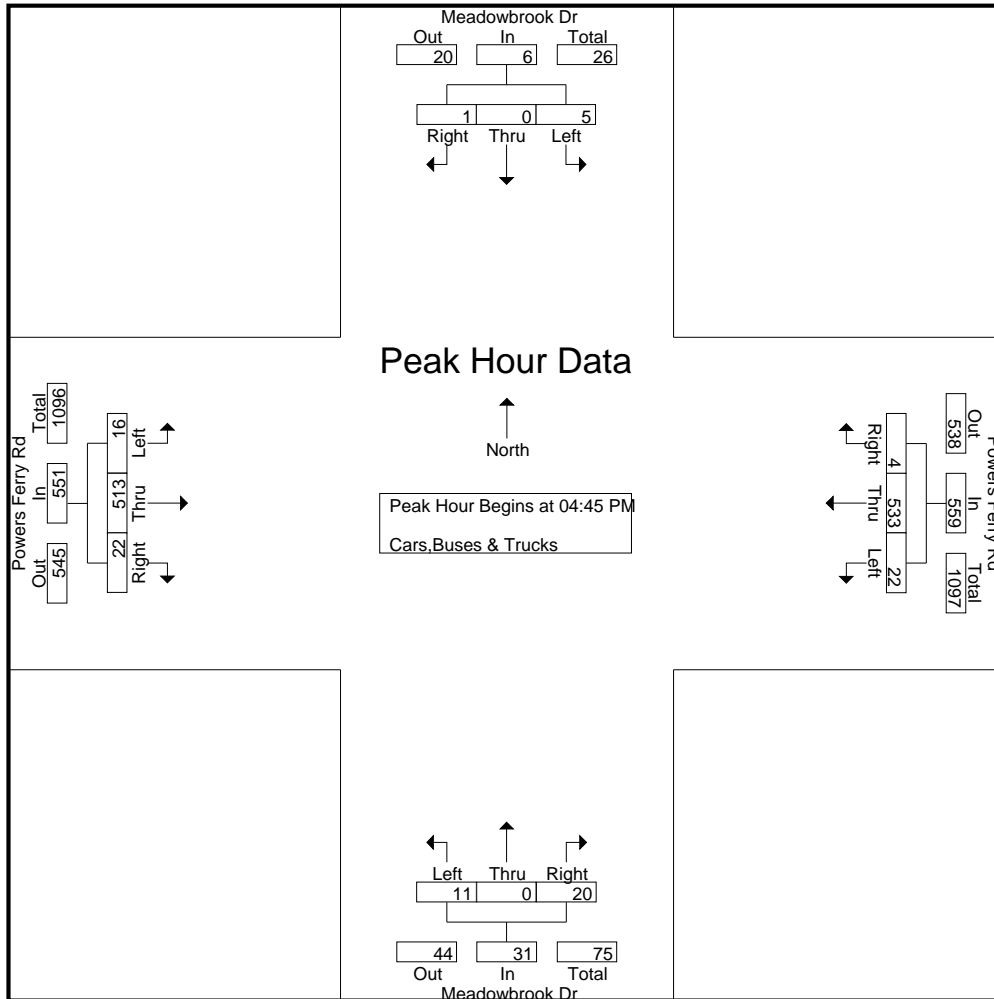 Meadowbrook Dr
Out In Total
20 6 26
1 0 5
Right Thru Left
Peak Hour Data
North
Peak Hour Begins at 04:45 PM
Cars,Buses & Trucks
Powers Ferry Rd
Out In Total
545 551 1096
22 513 16
Right Thru Left
Powers Ferry Rd
Out In Total
538 559 1097
4 533 22
Right Thru Left
Left Thru Right
11 0 20
44 31 75
Out In Total
Meadowbrook Dr